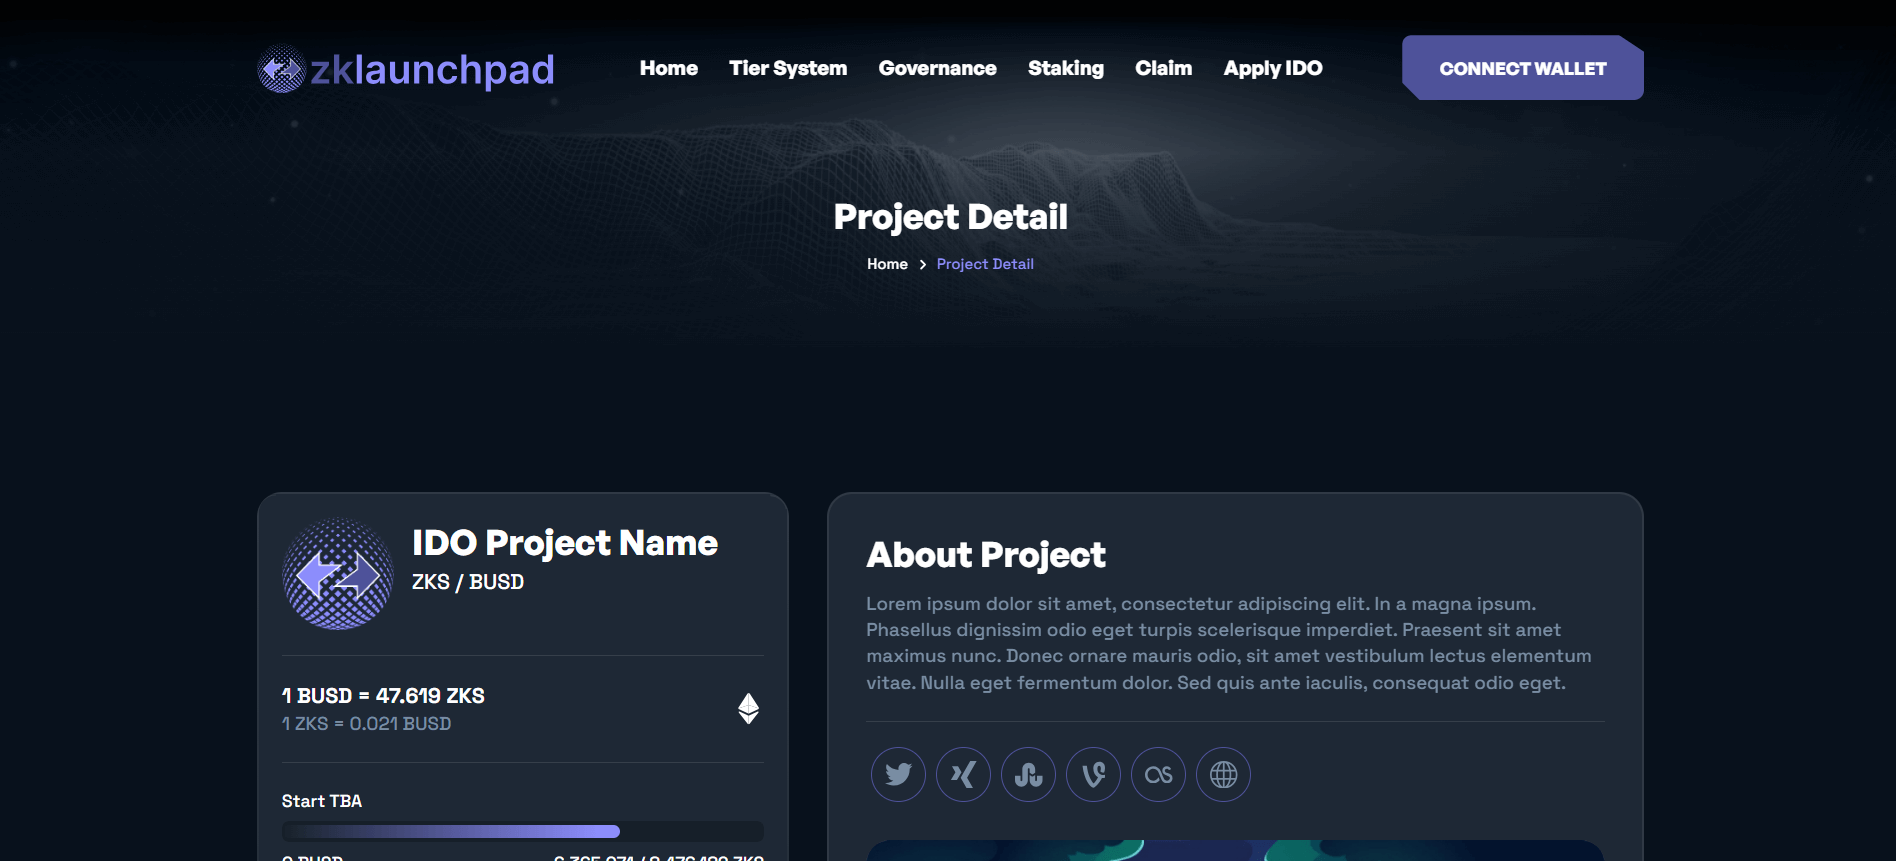 zklaunchpad
Home Tier System Governance Staking Claim Apply IDO
CONNECT WALLET
Project Detail
Home > Project Detail
IDO Project Name
ZKS / BUSD
1 BUSD = 47.619 ZKS
1 ZKS = 0.021 BUSD
Start TBA
0 BUSD
About Project
Lorem ipsum dolor sit amet, consectetur adipiscing elit. In a magna ipsum.
Phasellus dignissim odio eget turpis scelerisque imperdiet. Praesent sit amet
maximus nunc. Donec ornare mauris odio, sit amet vestibulum lectus elementum
vitae. Nulla eget fermentum dolor. Sed quis ante iaculis, consequat odio eget.